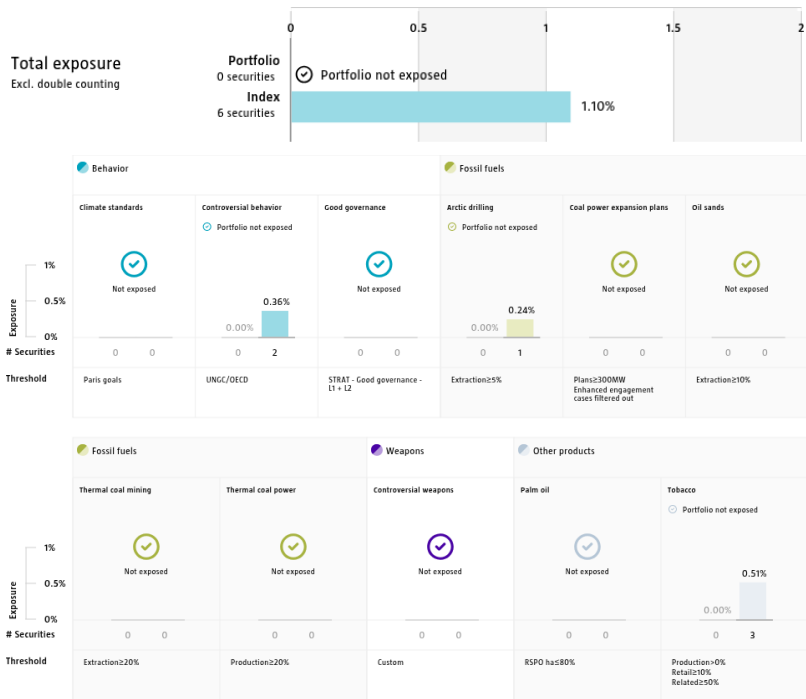 0 0.5 1 1.5 2
Total exposure
Excl. double counting
Portfolio
0 securities
Portfolio not exposed
Index
6 securities
1.10%
Behavior
Fossil fuels
Climate standards
Controversial behavior
Good governance
Arctic drilling
Coal power expansion plans
Oil sands
Portfolio not exposed
Portfolio not exposed
Exposure
1%
0.5%
0%
Not exposed
0.00%
0.36%
Not exposed
0.00%
0.24%
Not exposed
Not exposed
# Securities
0 0
0 2
0 0
0 1
0 0
0 0
Threshold
Paris goals
UNGC/OECD
STRAT - Good governance -
L1 + L2
Extraction≥5%
Plans≥300MW
Enhanced engagement
cases filtered out
Extraction≥10%
Fossil fuels
Weapons
Other products
Thermal coal mining
Thermal coal power
Controversial weapons
Palm oil
Tobacco
Portfolio not exposed
Exposure
1%
0.5%
0%
Not exposed
Not exposed
Not exposed
Not exposed
0.00%
0.51%
# Securities
0 0
0 0
0 0
0 0
0 3
Threshold
Extraction≥20%
Production≥20%
Custom
RSPO ha≤80%
Production>0%
Retail≥10%
Related≥50%